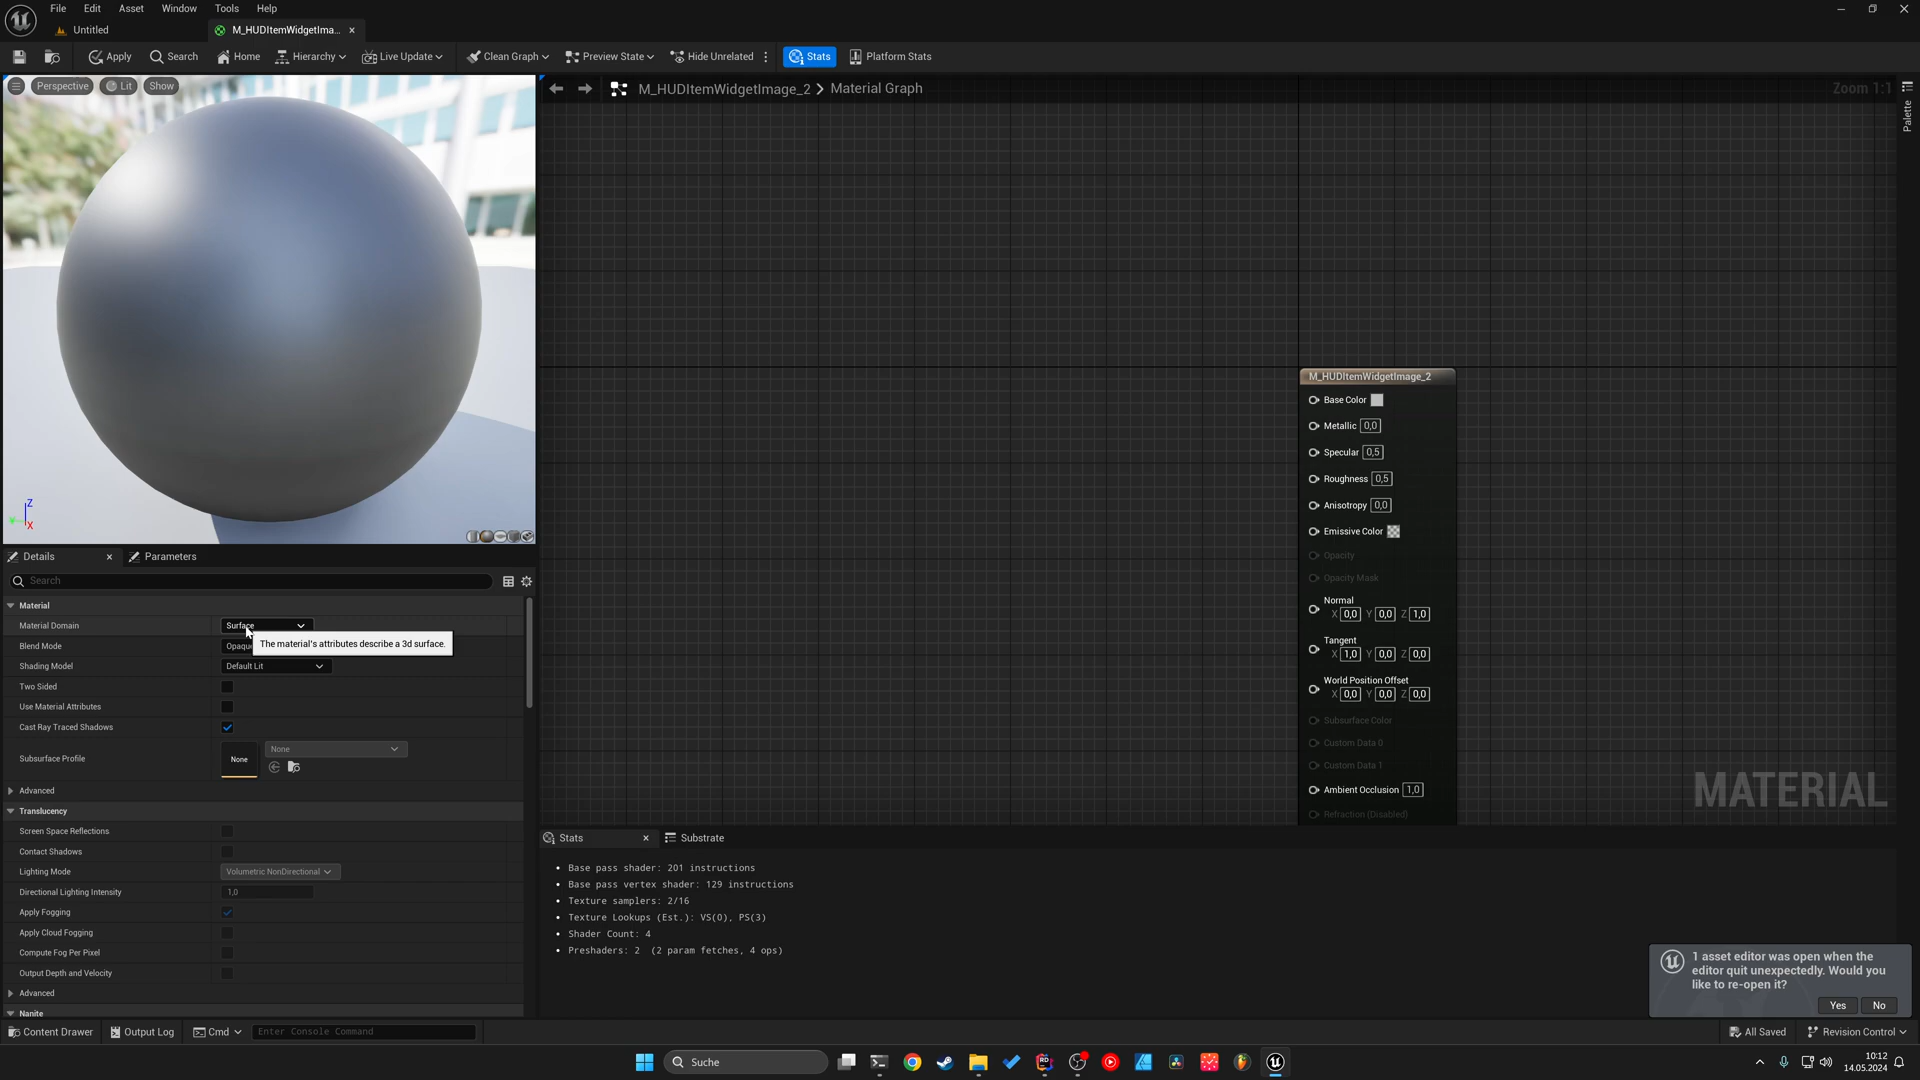 File Edit Asset Window Tools Help
Untitled
M_HUDItemWidgetIma...
Apply Search Home Hierarchy Live Update Clean Graph Preview State Hide Unrelated Stats Platform Stats
Perspective Lit Show
M_HUDItemWidgetImage_2 Material Graph
Zoom 1:1
Palette
Z
Y
X
M_HUDItemWidgetImage_2
Base Color
Metallic 0,0
Specular 0,5
Roughness 0,5
Anisotropy 0,0
Emissive Color
Opacity
Opacity Mask
Normal
X 0,0 Y 0,0 Z 1,0
Tangent
X 1,0 Y 0,0 Z 0,0
World Position Offset
X 0,0 Y 0,0 Z 0,0
Subsurface Color
Custom Data 0
Custom Data 1
Ambient Occlusion 1,0
Refraction (Disabled)
MATERIAL
Details Parameters
Search
Material
Material Domain Surface
The material's attributes describe a 3d surface.
Blend Mode Opaqu
Shading Model Default Lit
Two Sided
Use Material Attributes
Cast Ray Traced Shadows
Subsurface Profile None None
Advanced
Translucency
Screen Space Reflections
Contact Shadows
Lighting Mode Volumetric NonDirectional
Directional Lighting Intensity 1,0
Apply Fogging
Apply Cloud Fogging
Compute Fog Per Pixel
Output Depth and Velocity
Advanced
Nanite
Stats Substrate
• Base pass shader: 201 instructions
• Base pass vertex shader: 129 instructions
• Texture samplers: 2/16
• Texture Lookups (Est.): VS(0), PS(3)
• Shader Count: 4
• Preshaders: 2 (2 param fetches, 4 ops)
1 asset editor was open when the
editor quit unexpectedly. Would you
like to re-open it?
Yes No
Content Drawer Output Log Cmd Enter Console Command
All Saved Revision Control
Suche
RD
10:12
14.05.2024